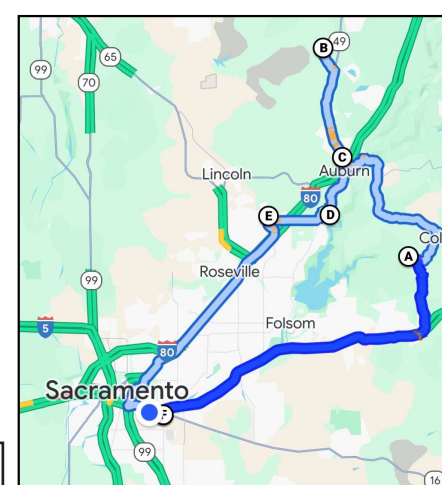 B
49
99
65
70
C
Auburn
Lincoln
80
E
D
Col
A
Roseville
99
5
Folsom
80
Sacramento
F
99
16